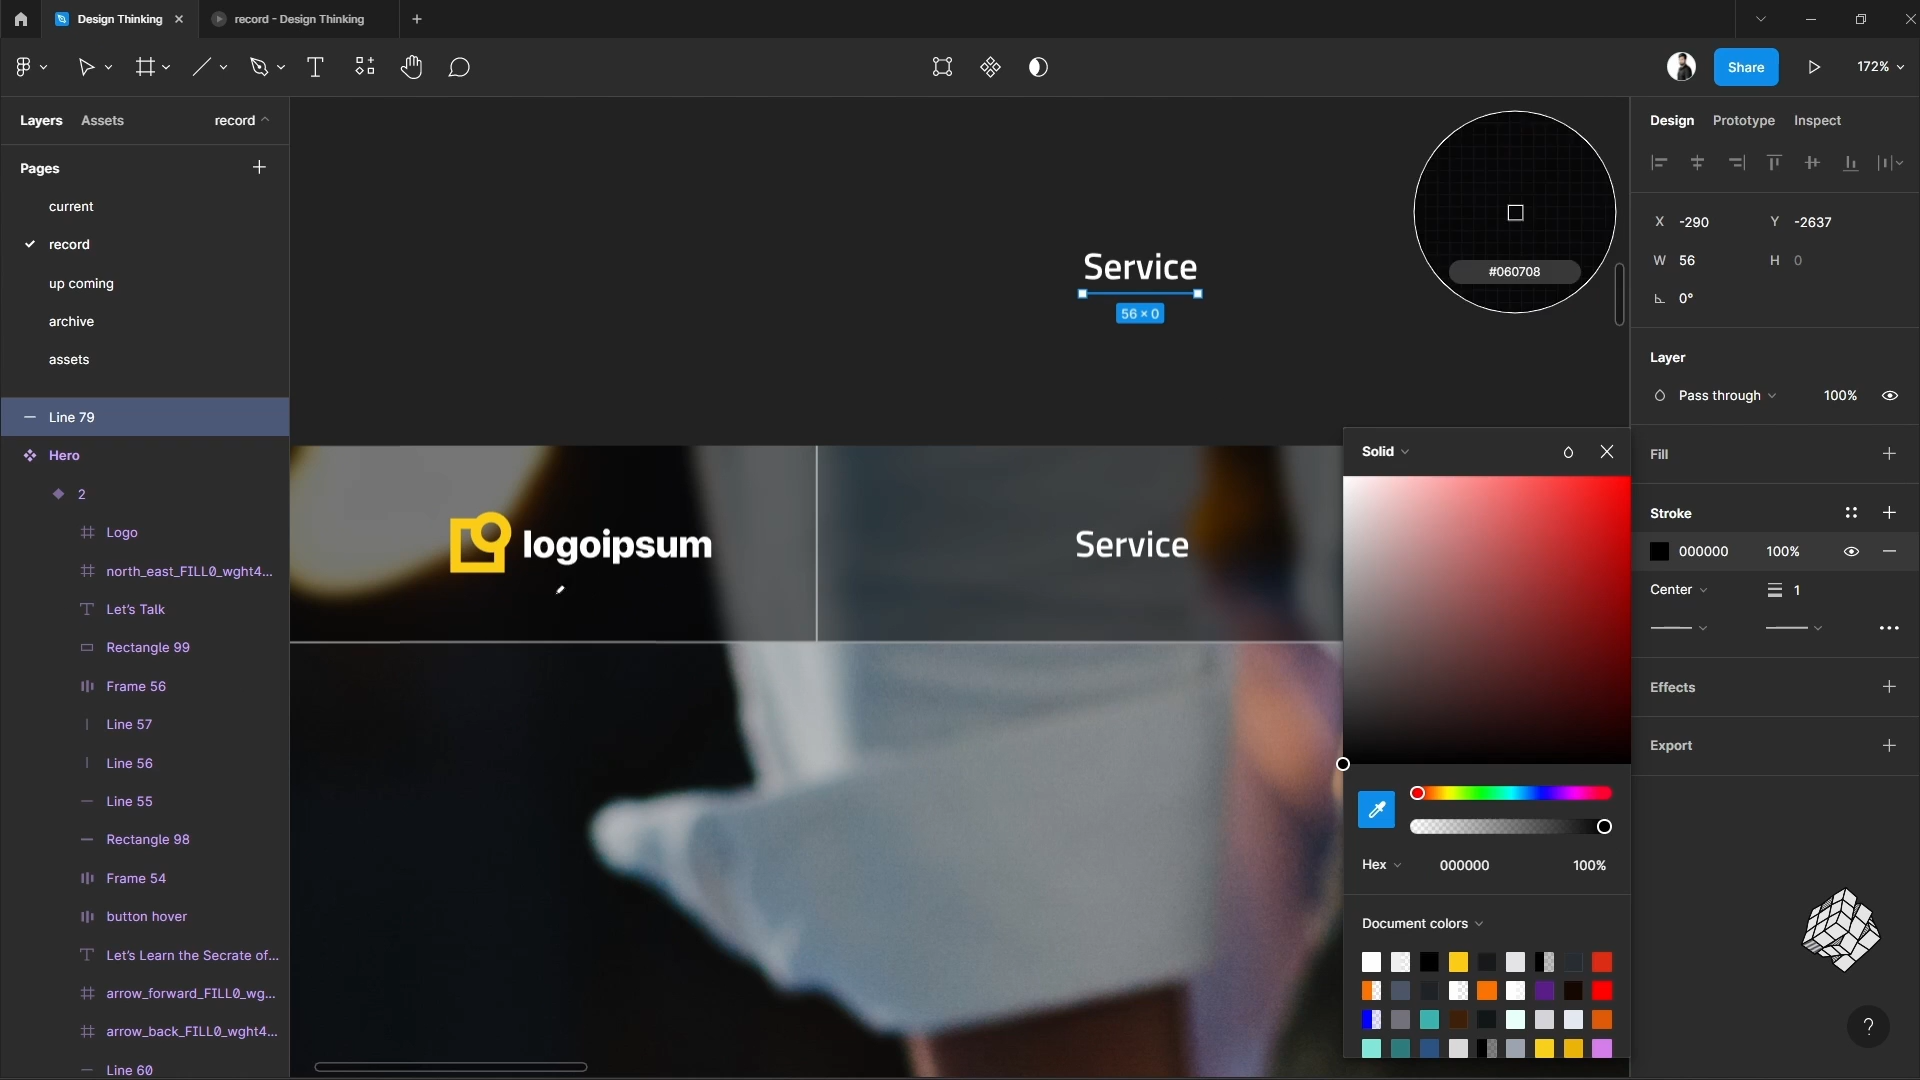 Design Thinking
record - Design Thinking
Share
172%
Layers
Assets
record
Design
Prototype
Inspect
Pages
current
record
up coming
archive
assets
Line 79
Hero
2
Logo
north_east_FILL0_wght4...
Let's Talk
Rectangle 99
Frame 56
Line 57
Line 56
Line 55
Rectangle 98
Frame 54
button hover
Let's Learn the Secrate of...
arrow_forward_FILL0_wg...
arrow_back_FILL0_wght4...
Line 60
Service
56 × 0
#060708
logoipsum
Service
Solid
Hex
000000
100%
Document colors
X -290
Y -2637
W 56
H 0
0°
Layer
Pass through
100%
Fill
Stroke
000000
100%
Center
1
Effects
Export
?